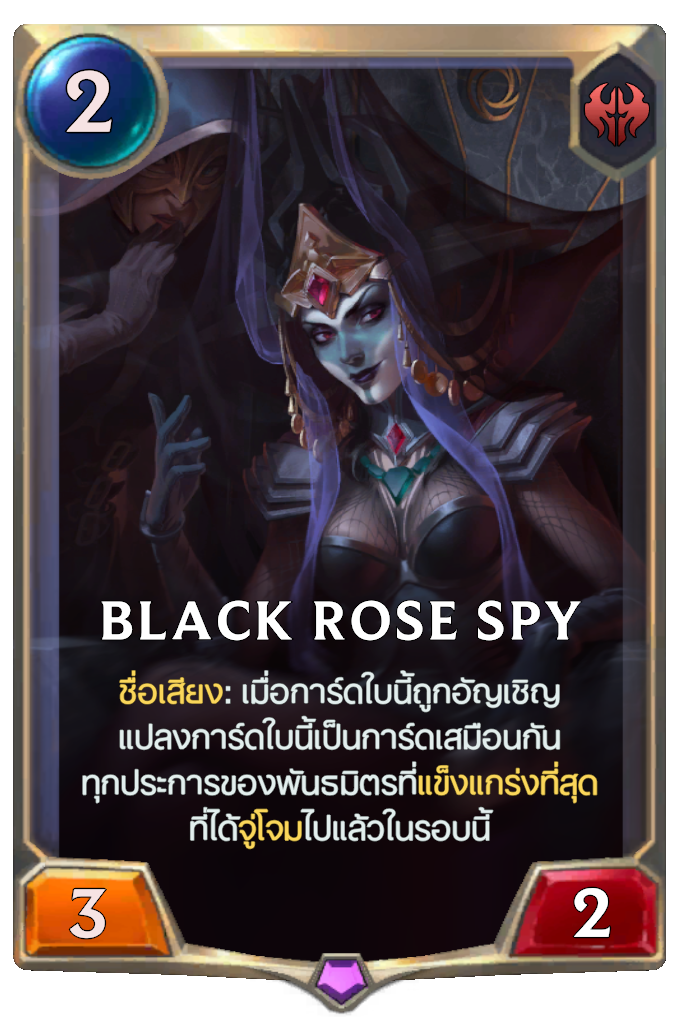 2
BLACK ROSE SPY
ชื่อเสียง: เมื่อการ์ดใบนี้ถูกอัญเชิญ
แปลงการ์ดใบนี้เป็นการ์ดเสมือนกัน
ทุกประการของพันธมิตรที่แข็งแกร่งที่สุด
ที่ได้จู่โจมไปแล้วในรอบนี้
3
2